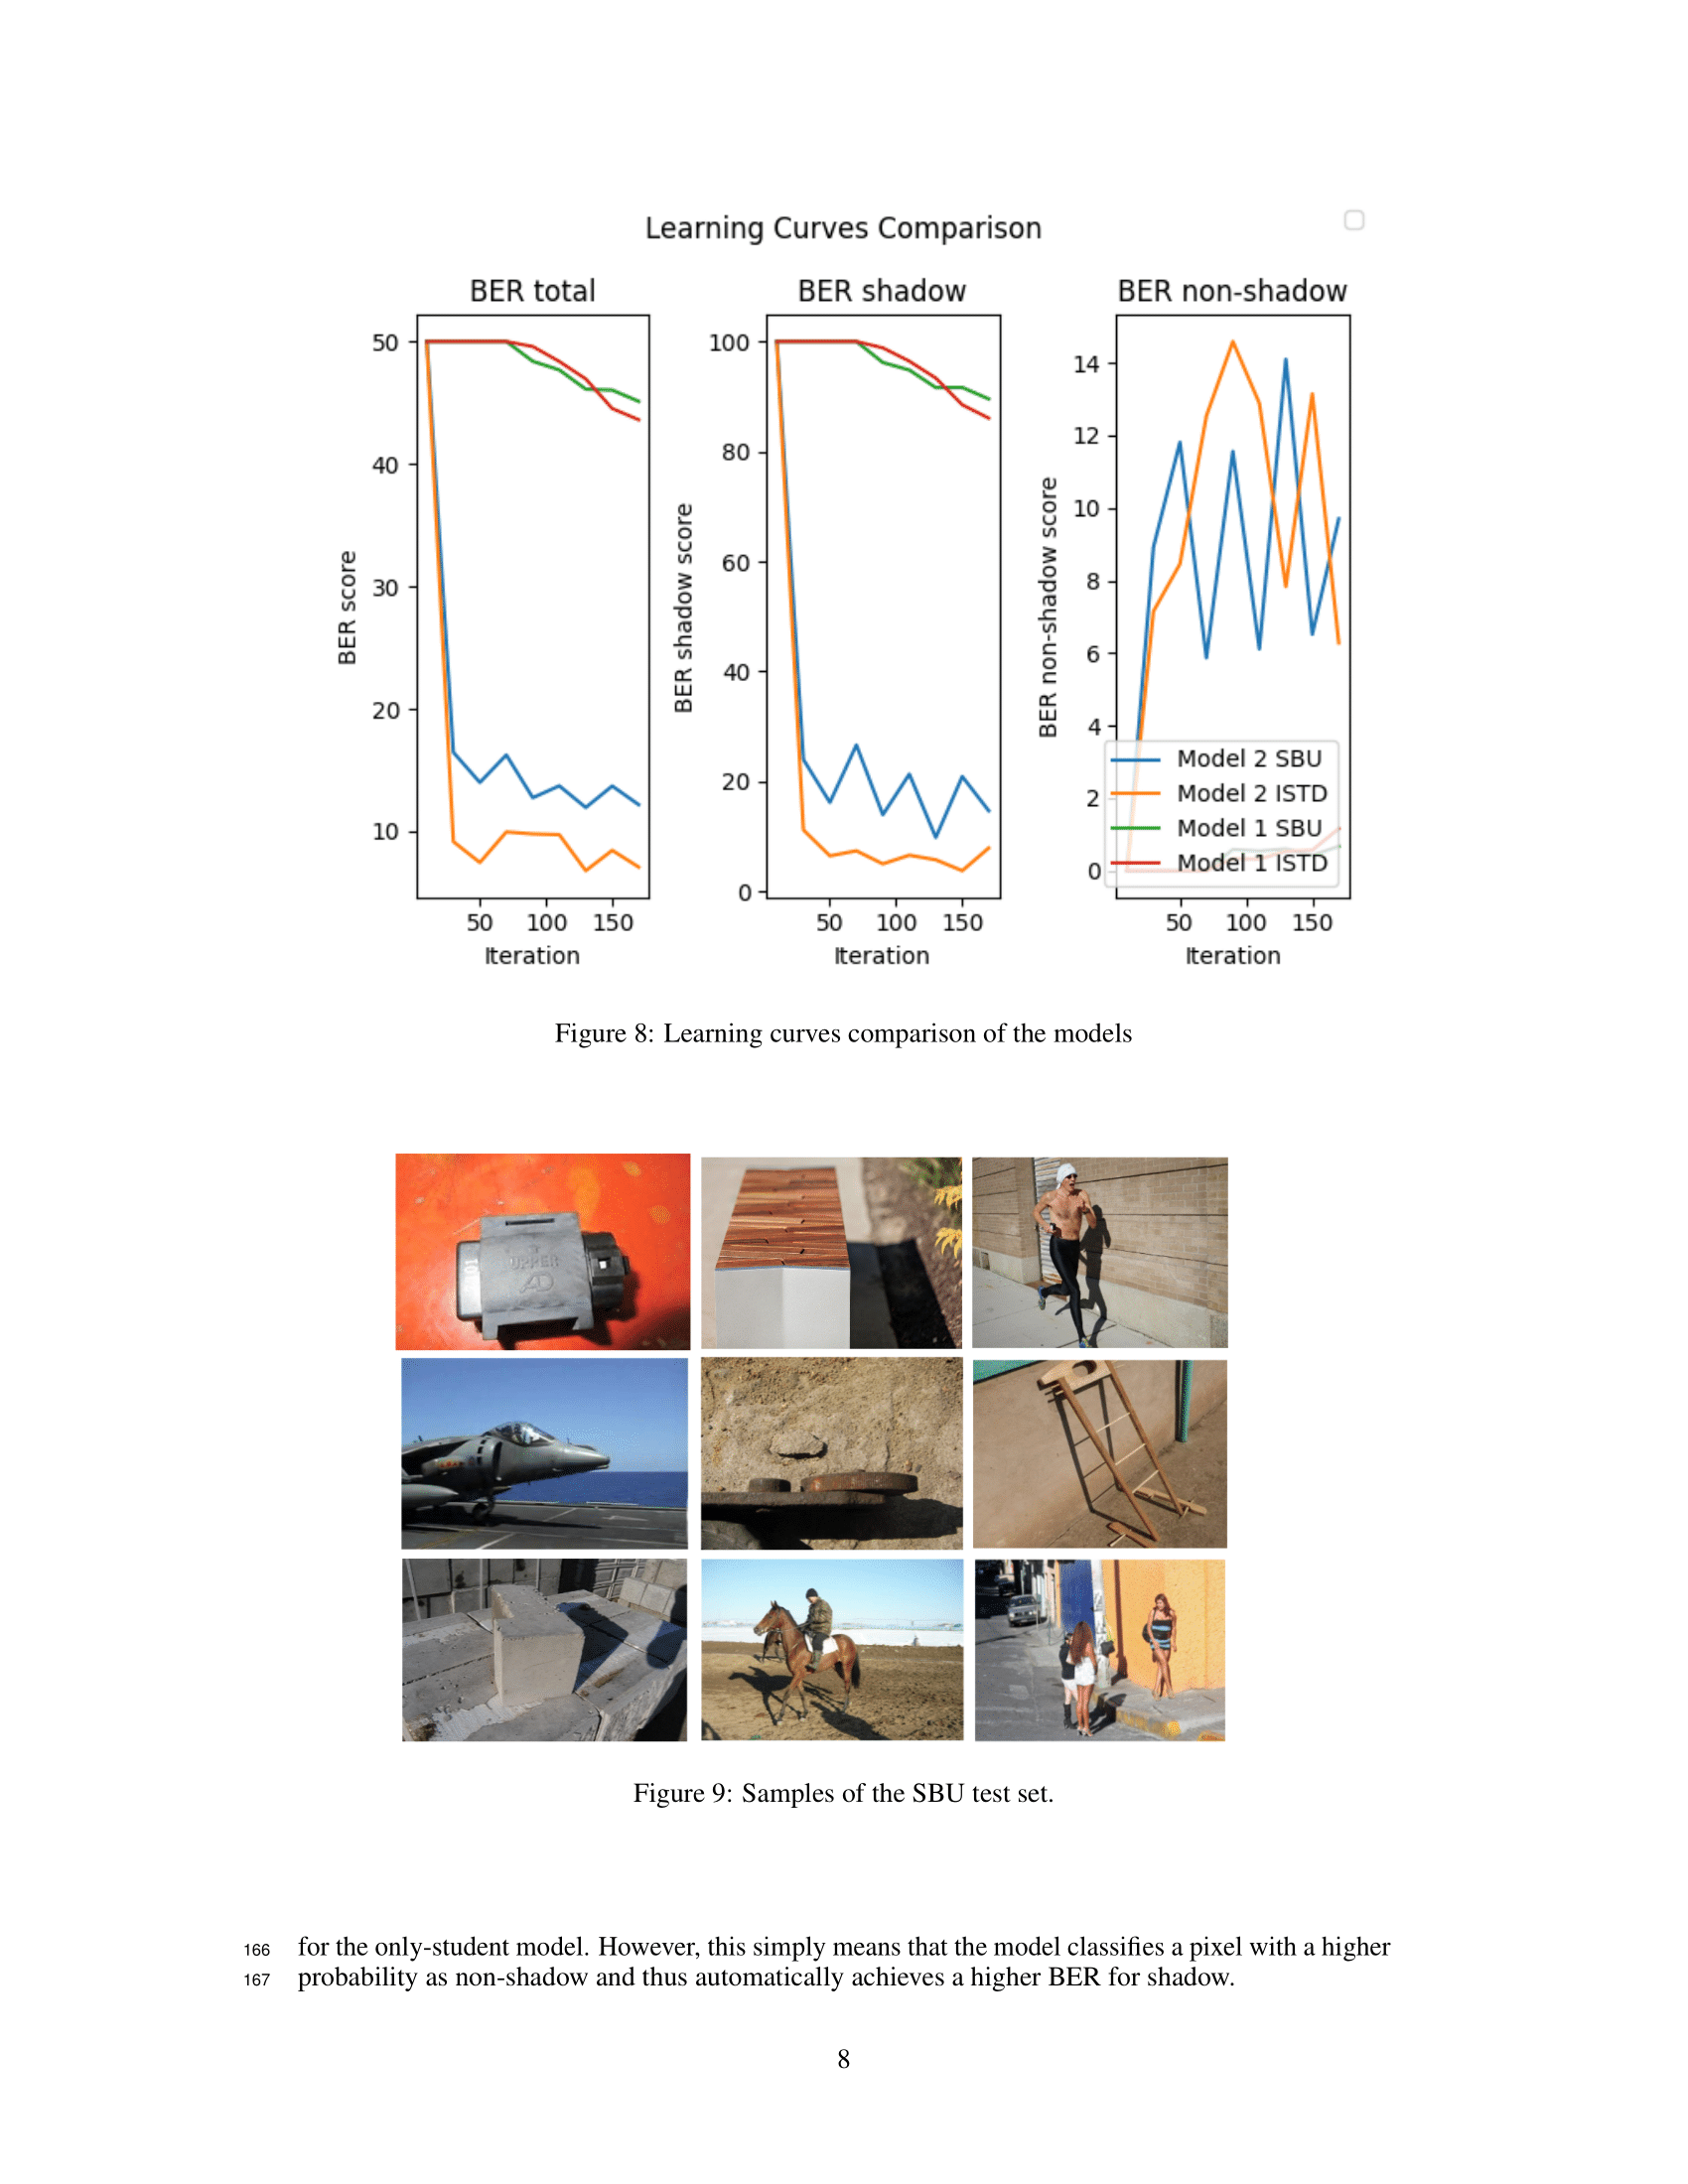 Learning Curves Comparison
BER total
BER shadow
BER non-shadow
BER score
50
40
30
20
10
50 100 150
Iteration
BER shadow score
100
80
60
40
20
0
50 100 150
Iteration
BER non-shadow score
14
12
10
8
6
4
2
0
Model 2 SBU
Model 2 ISTD
Model 1 SBU
Model 1 ISTD
50 100 150
Iteration
Figure 8: Learning curves comparison of the models
UPPER
Figure 9: Samples of the SBU test set.
166 for the only-student model. However, this simply means that the model classifies a pixel with a higher
167 probability as non-shadow and thus automatically achieves a higher BER for shadow.
8